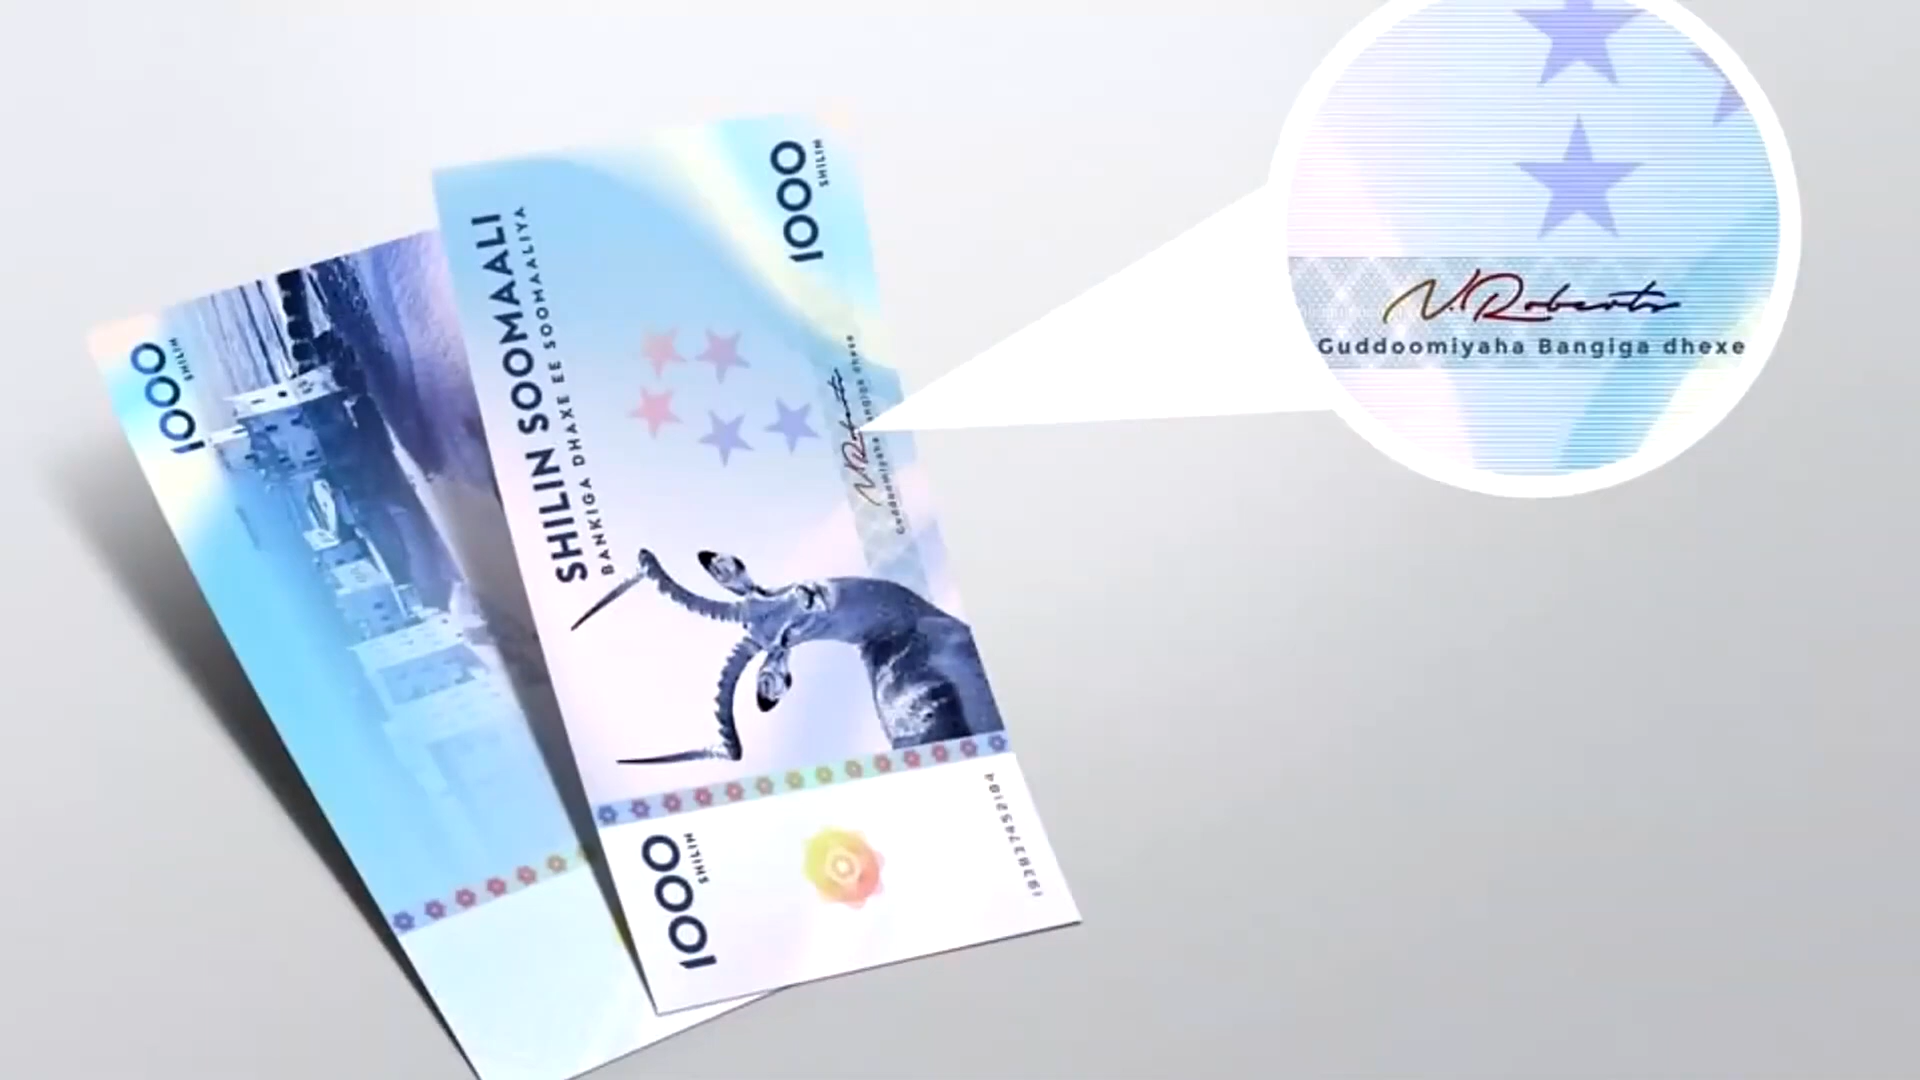 1000
SHILIN
SHILIN SOOMAALI
BANKIGA DHAXE EE SOOMAALIYA
1000
SHILIN
N. Roberts
Guddoomiyaha Bangiga dhexe
1000
SHILIN
N. Roberts
Guddoomiyaha Bangiga dhexe